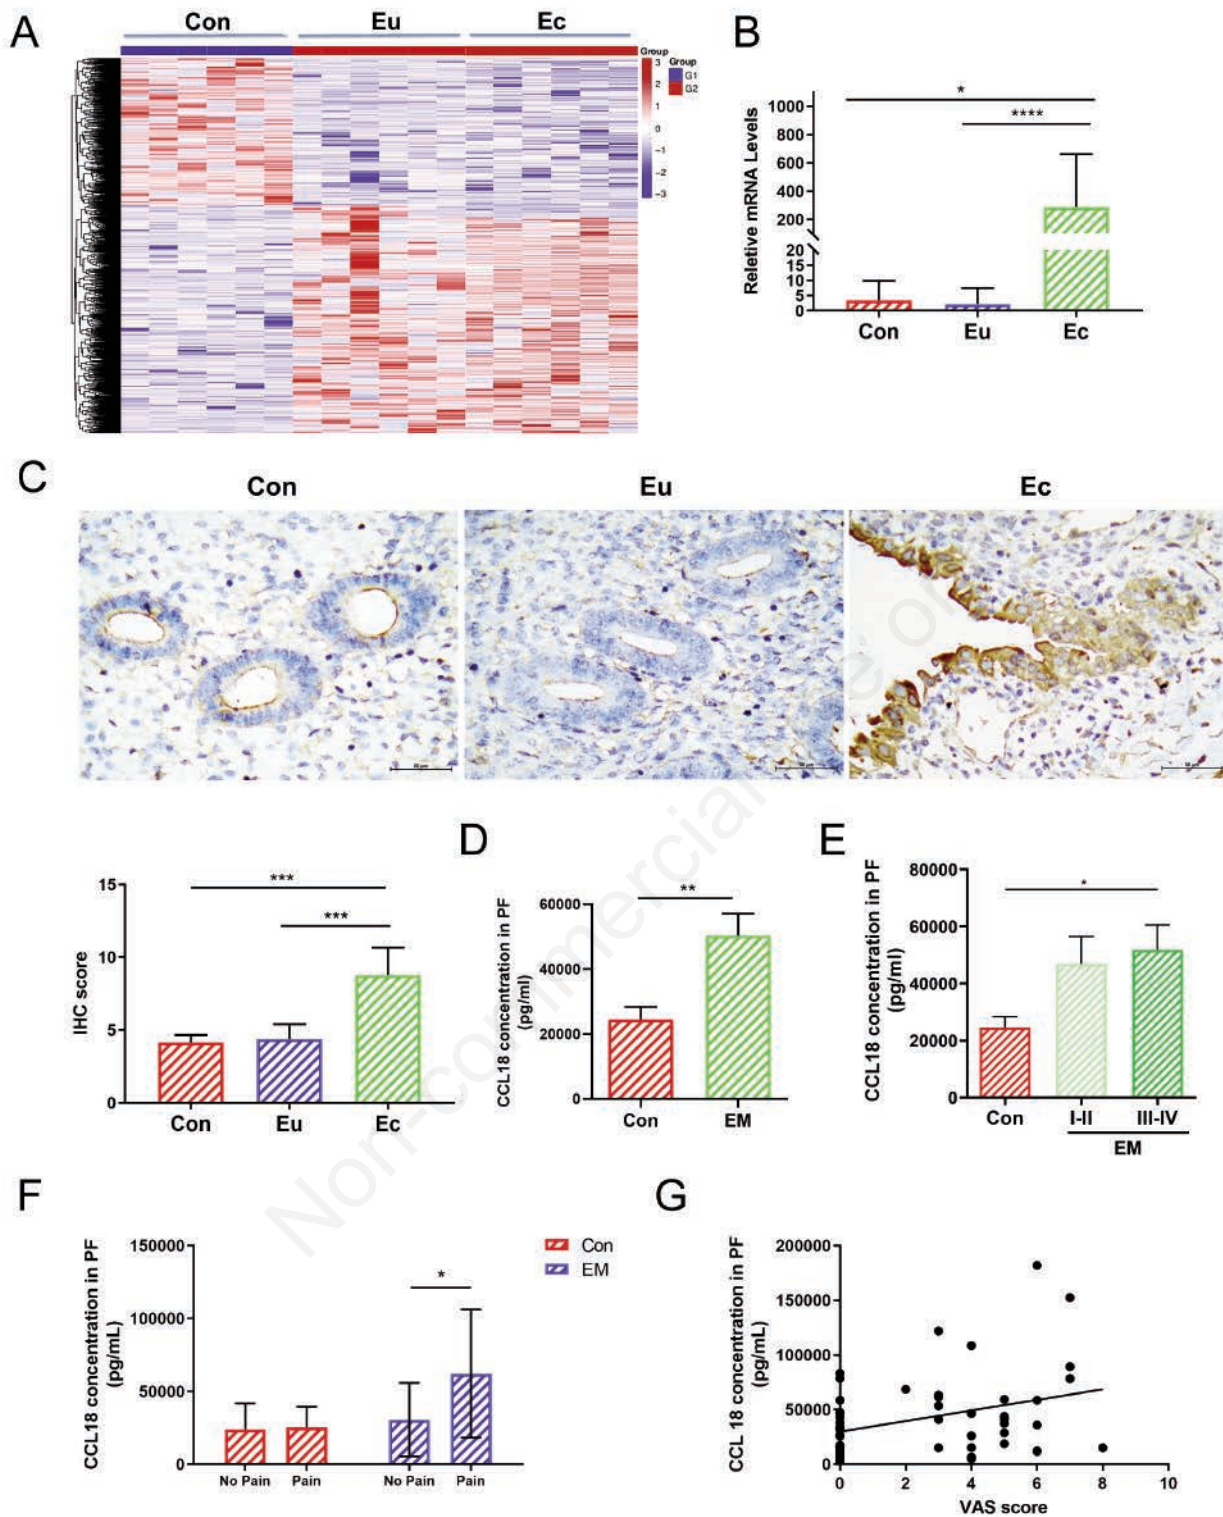 A
Con Eu Ec
Group
3
2
1
0
−1
−2
−3
Group
G1
G2
B
Reletive mRNA Levels
1000
800
600
400
200
20
15
10
5
0
*
****
Con Eu Ec
C
Con Eu Ec
IHC score
15
10
5
0
***
***
Con Eu Ec
D
CCL18 concentration in PF
(pg/ml)
60000
40000
20000
0
**
Con EM
E
CCL18 concentration in PF
(pg/ml)
80000
60000
40000
20000
0
*
Con I-II III-IV
EM
F
CCL18 concentration in PF
(pg/mL)
150000
100000
50000
0
*
No Pain Pain No Pain Pain
Con
EM
G
CCL 18 concentration in PF
(pg/mL)
200000
150000
100000
50000
0
0 2 4 6 8 10
VAS score
Non-commercial